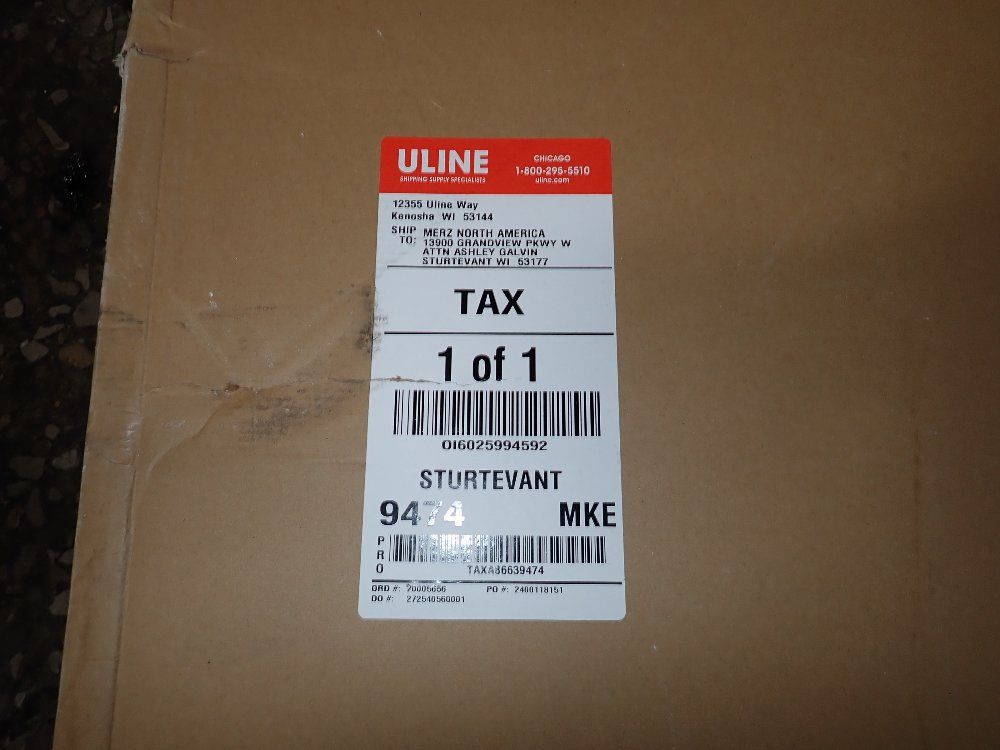 ULINE
SHIPPING SUPPLY SPECIALISTS
CHICAGO
1-800-295-5510
uline.com
12355 Uline Way
Kenosha WI 53144
SHIP TO: MERZ NORTH AMERICA
13900 GRANDVIEW PKWY W
ATTN ASHLEY GALVIN
STURTEVANT WI 53177
TAX
1 of 1
OI6025994592
STURTEVANT
9474 MKE
PRO
TAXA86639474
ORD #: 20005656 PO #: 2400118151
DO #: 272540560001